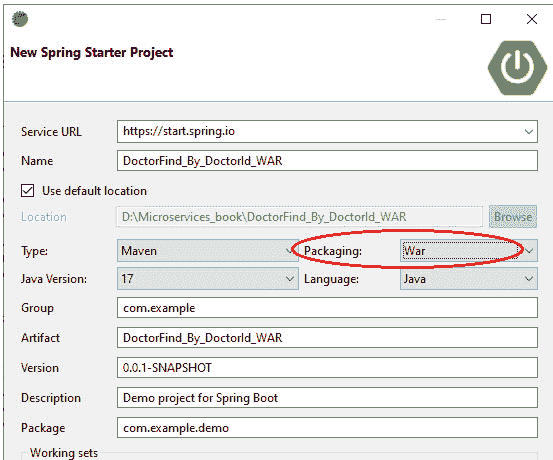 New Spring Starter Project
Service URL https://start.spring.io
Name DoctorFind_By_DoctorId_WAR
Use default location
Location D:\Microservices_book\DoctorFind_By_DoctorId_WAR Browse
Type: Maven Packaging: War
Java Version: 17 Language: Java
Group com.example
Artifact DoctorFind_By_DoctorId_WAR
Version 0.0.1-SNAPSHOT
Description Demo project for Spring Boot
Package com.example.demo
Working sets